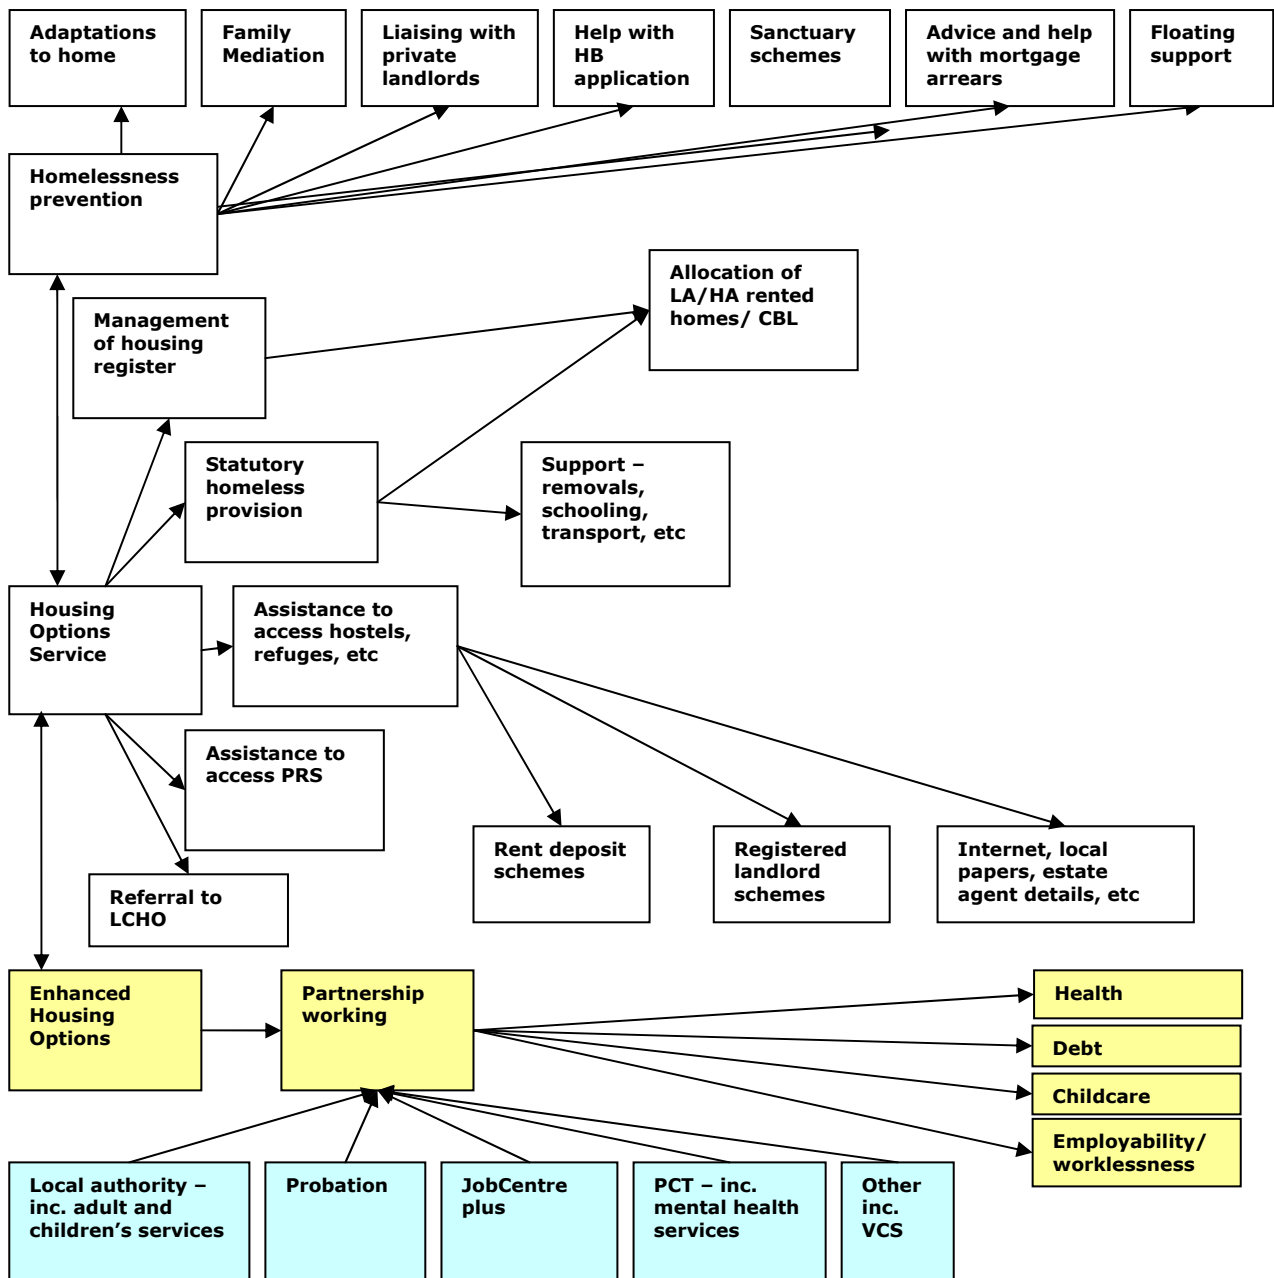 Adaptations
to home
Family
Mediation
Liaising with
private
landlords
Help with
HB
application
Sanctuary
schemes
Advice and help
with mortgage
arrears
Floating
support
Homelessness
prevention
Allocation of
LA/HA rented
homes/ CBL
Management
of housing
register
Statutory
homeless
provision
Support –
removals,
schooling,
transport, etc
Housing
Options
Service
Assistance to
access hostels,
refuges, etc
Assistance to
access PRS
Rent deposit
schemes
Registered
landlord
schemes
Internet, local
papers, estate
agent details, etc
Referral to
LCHO
Enhanced
Housing
Options
Partnership
working
Health
Debt
Childcare
Employability/
worklessness
Local authority –
inc. adult and
children’s services
Probation
JobCentre
plus
PCT – inc.
mental health
services
Other
inc.
VCS